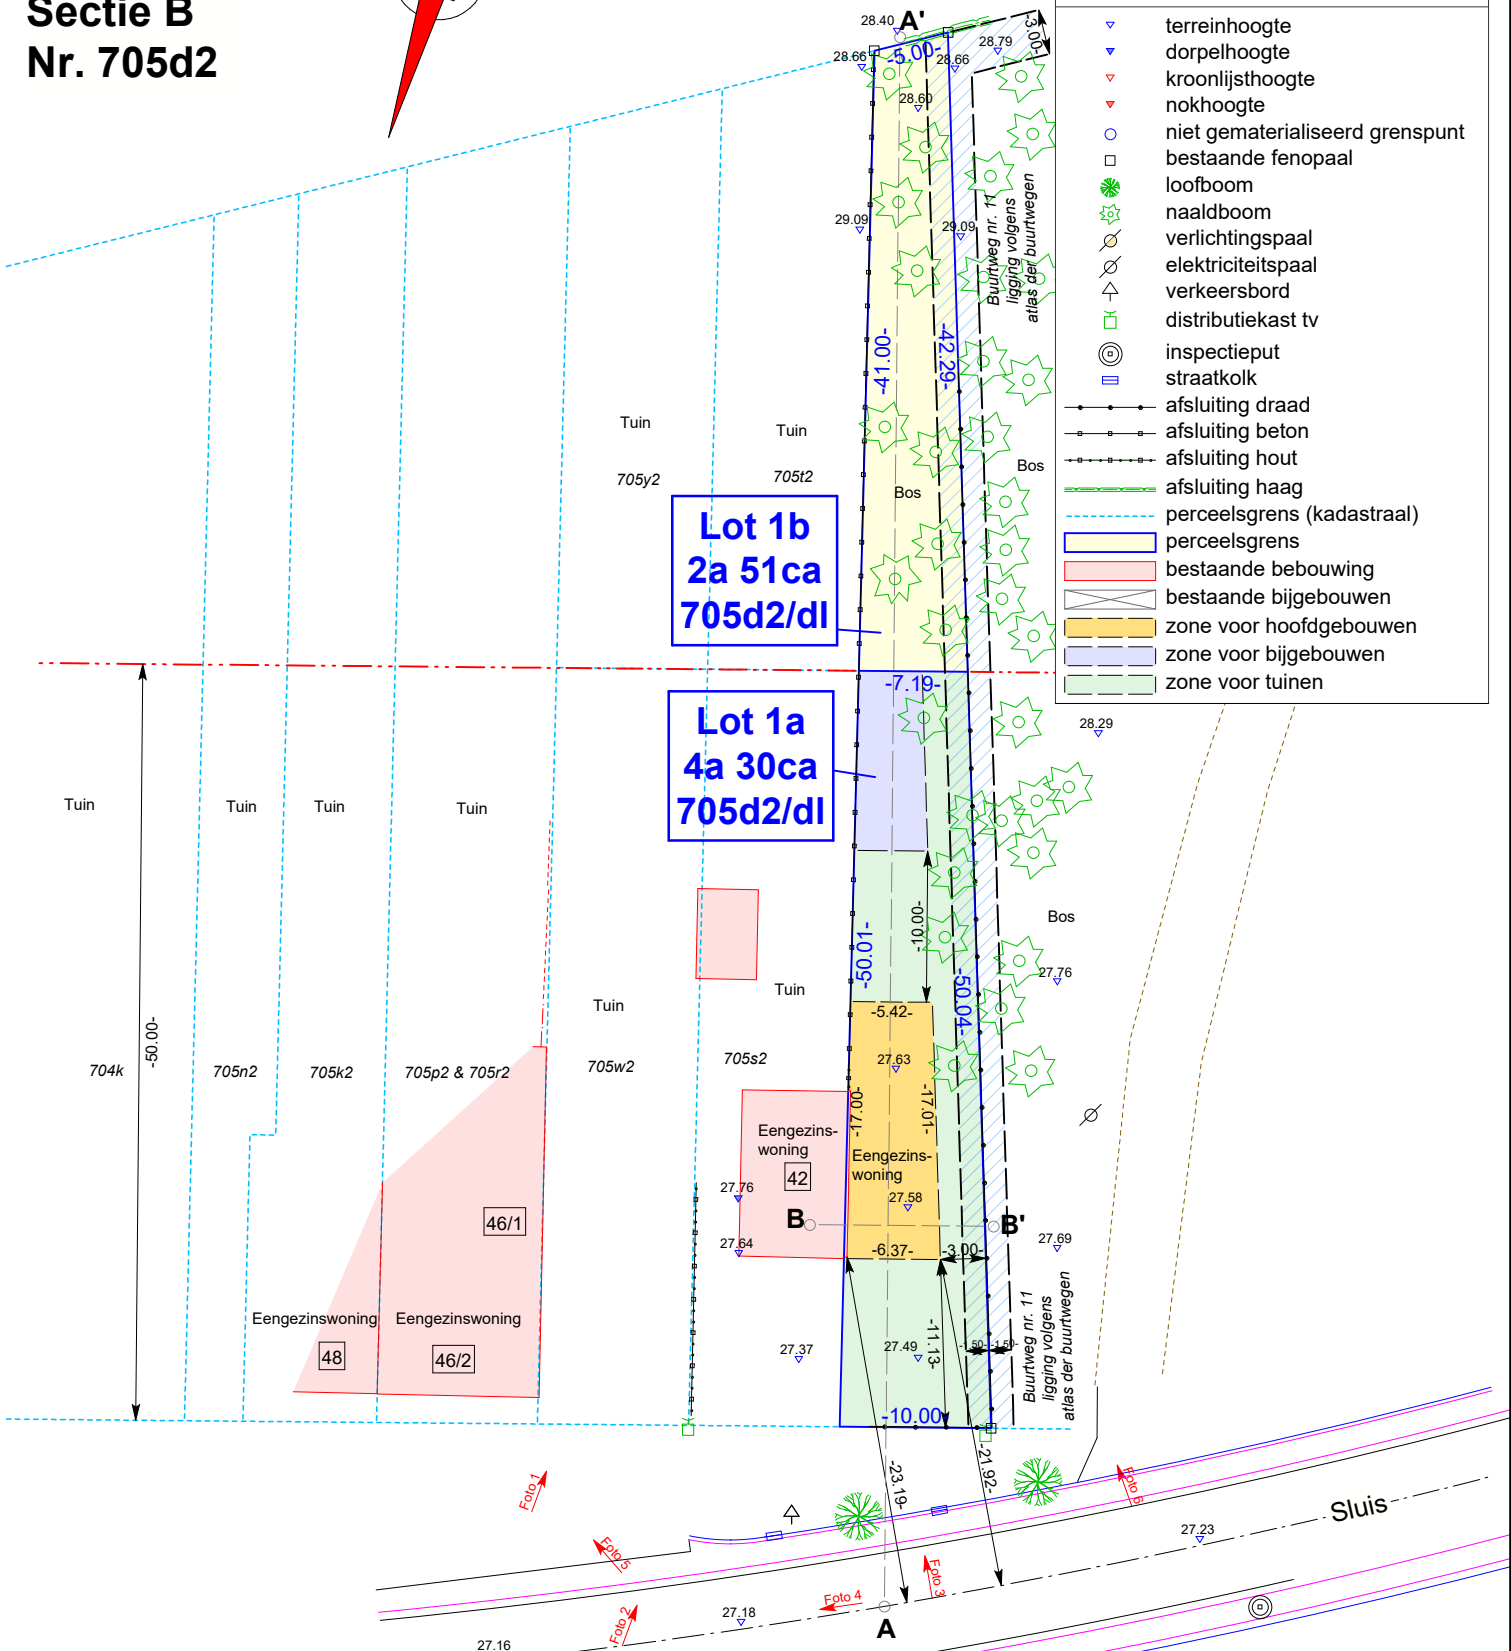 Sectie B
Nr. 705d2
terreinhoogte
dorpelhoogte
kroonlijsthoogte
nokhoogte
niet gematerialiseerd grenspunt
bestaande fenopaal
loofboom
naaldboom
verlichtingspaal
elektriciteitspaal
verkeersbord
distributiekast tv
inspectieput
straatkolk
afsluiting draad
afsluiting beton
afsluiting hout
afsluiting haag
perceelsgrens (kadastraal)
perceelsgrens
bestaande bebouwing
bestaande bijgebouwen
zone voor hoofdgebouwen
zone voor bijgebouwen
zone voor tuinen
28.40
A'
-3.00-
28.66
-5.00-
28.66
28.79
28.60
29.09
29.09
Buurtweg nr. 11
ligging volgens
atlas der buurtwegen
-41.00-
-42.29-
Tuin
Tuin
705y2
705t2
Bos
Bos
Lot 1b
2a 51ca
705d2/dl
-7.19-
Lot 1a
4a 30ca
705d2/dl
28.29
Tuin
Tuin
Tuin
Tuin
Bos
-10.00-
-50.01-
-50.04-
27.76
Tuin
Tuin
-5.42-
-50.00-
704k
705n2
705k2
705p2 & 705r2
705w2
705s2
27.63
-17.00-
-17.01-
Eengezins-
woning
42
Eengezins-
woning
27.76
27.58
46/1
B
B'
27.64
-6.37-
-3.00-
27.69
Eengezinswoning
48
Eengezinswoning
46/2
27.37
27.49
-11.13-
-1.50-
-1.50-
Buurtweg nr. 11
ligging volgens
atlas der buurtwegen
-10.00-
-23.19-
-21.92-
Foto 1
Foto 5
Foto 2
Foto 4
Foto 3
Foto 6
Sluis
27.23
27.18
27.16
A